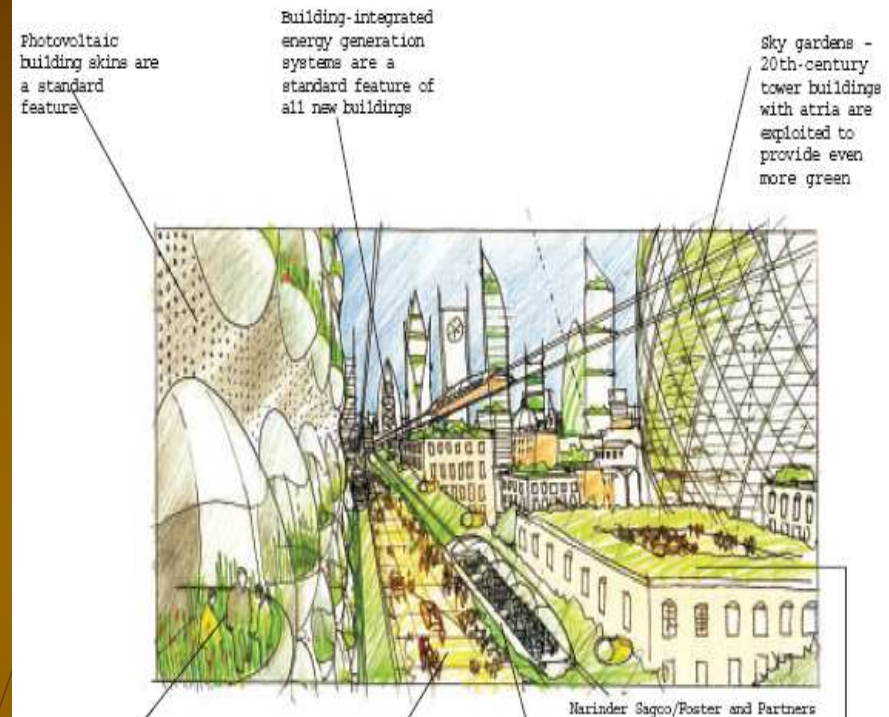 Photovoltaic
building skins are
a standard
feature
Building-integrated
energy generation
systems are a
standard feature of
all new buildings
Sky gardens -
20th-century
tower buildings
with atria are
exploited to
provide even
more green
Narinder Sagoo/Foster and Partners